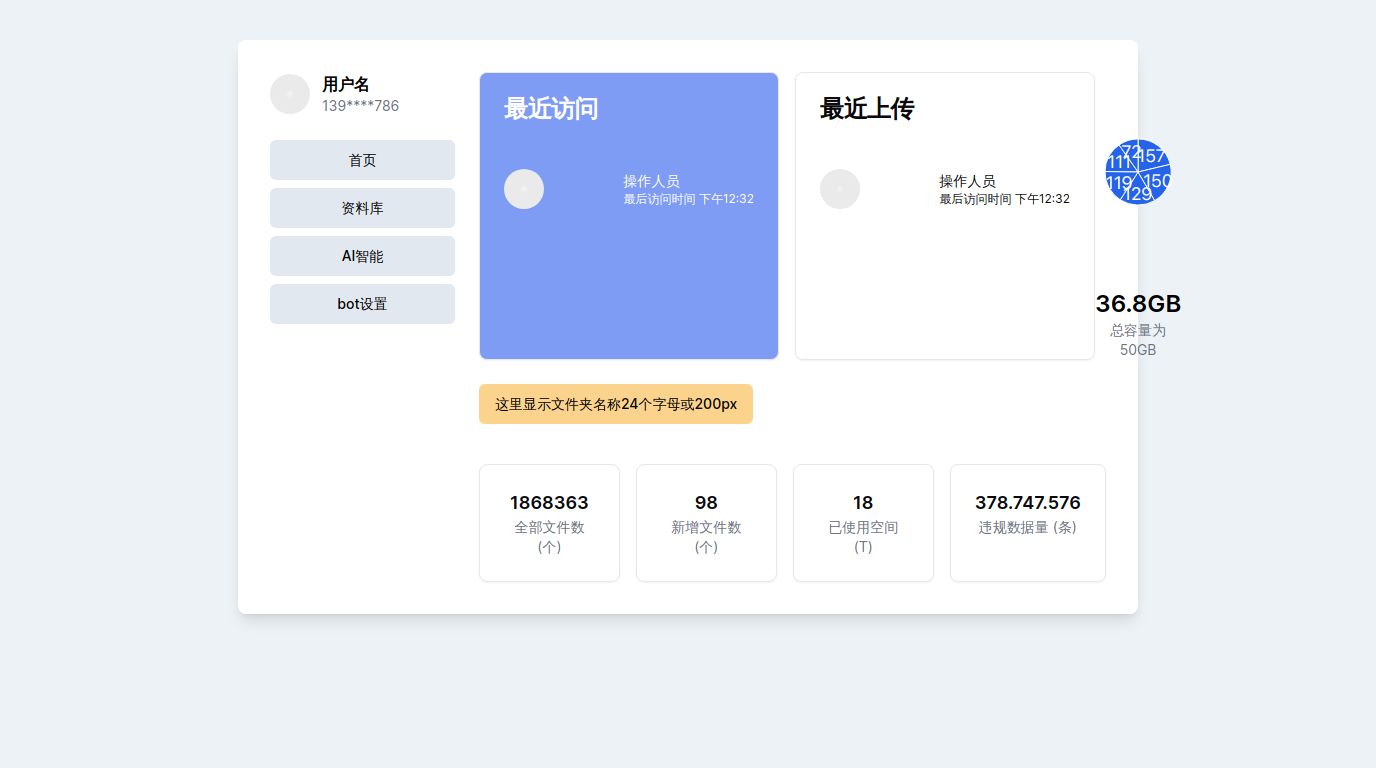 用户名
139****786
首页
资料库
AI智能
bot设置
最近访问
操作人员
最后访问时间 下午12:32
最近上传
操作人员
最后访问时间 下午12:32
72
157
111
150
119
129
36.8GB
总容量为
50GB
这里显示文件夹名称24个字母或200px
1868363
全部文件数
(个)
98
新增文件数
(个)
18
已使用空间
(T)
378.747.576
违规数据量 (条)